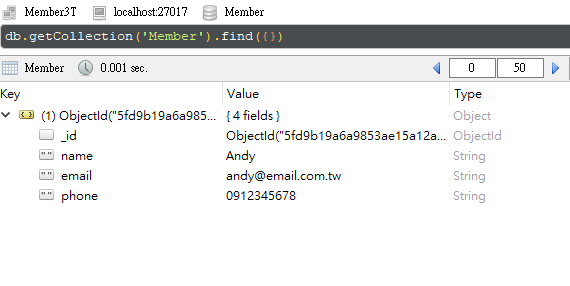 Member3T localhost:27017 Member
db.getCollection('Member').find({})
Member 0.001 sec. 0 50
Key Value Type
(1) ObjectId("5fd9b19a6a985... { 4 fields } Object
_id ObjectId("5fd9b19a6a9853ae15a12a... ObjectId
name Andy String
email andy@email.com.tw String
phone 0912345678 String